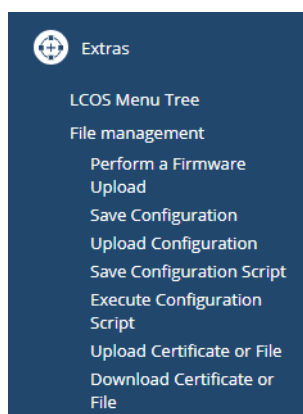 Extras
LCOS Menu Tree
File management
Perform a Firmware
Upload
Save Configuration
Upload Configuration
Save Configuration Script
Execute Configuration
Script
Upload Certificate or File
Download Certificate or
File